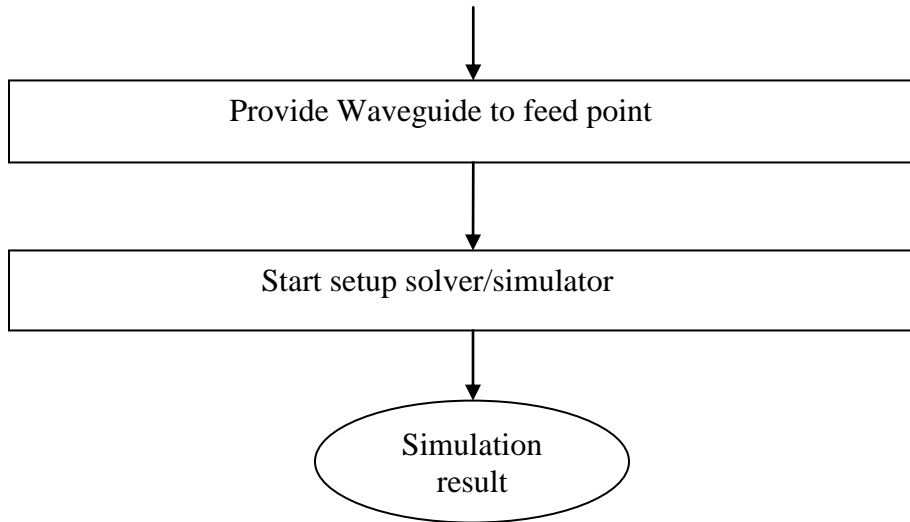 Provide Waveguide to feed point
Start setup solver/simulator
Simulation
result